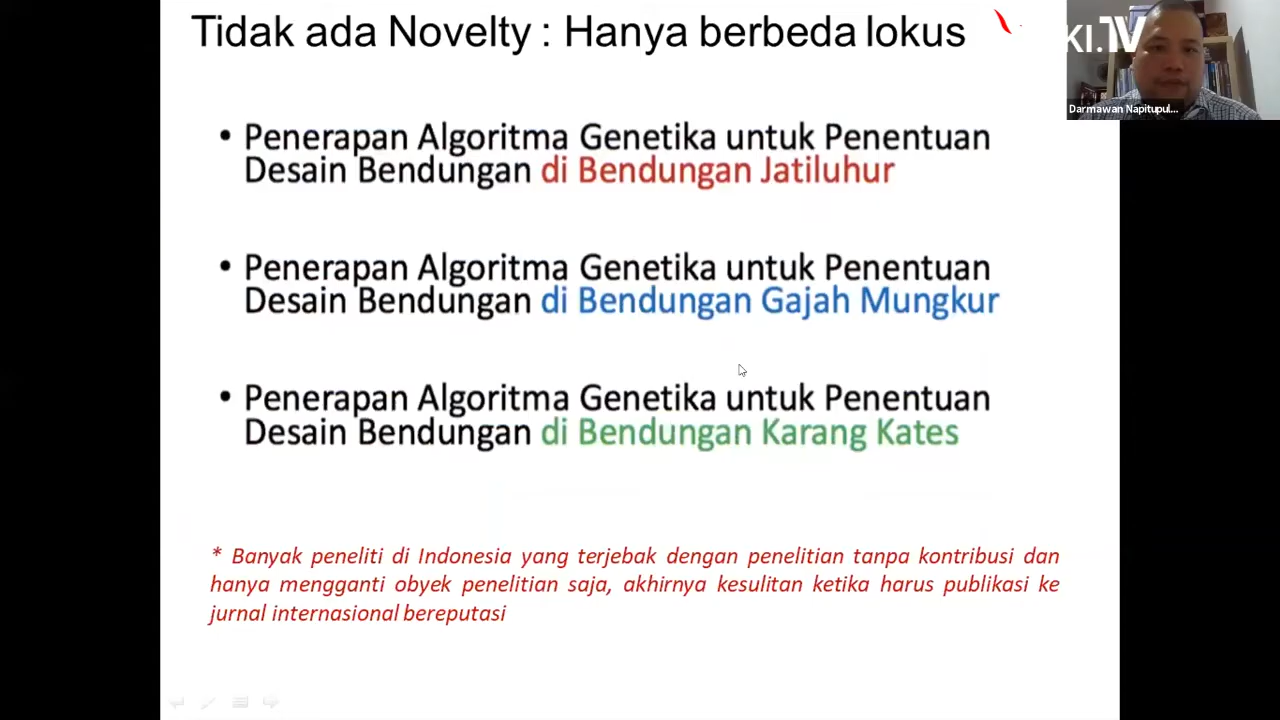 Tidak ada Novelty : Hanya berbeda lokus
KI.TV
Darmawan Napitupul...
• Penerapan Algoritma Genetika untuk Penentuan
Desain Bendungan di Bendungan Jatiluhur
• Penerapan Algoritma Genetika untuk Penentuan
Desain Bendungan di Bendungan Gajah Mungkur
• Penerapan Algoritma Genetika untuk Penentuan
Desain Bendungan di Bendungan Karang Kates
* Banyak peneliti di Indonesia yang terjebak dengan penelitian tanpa kontribusi dan
hanya mengganti obyek penelitian saja, akhirnya kesulitan ketika harus publikasi ke
jurnal internasional bereputasi